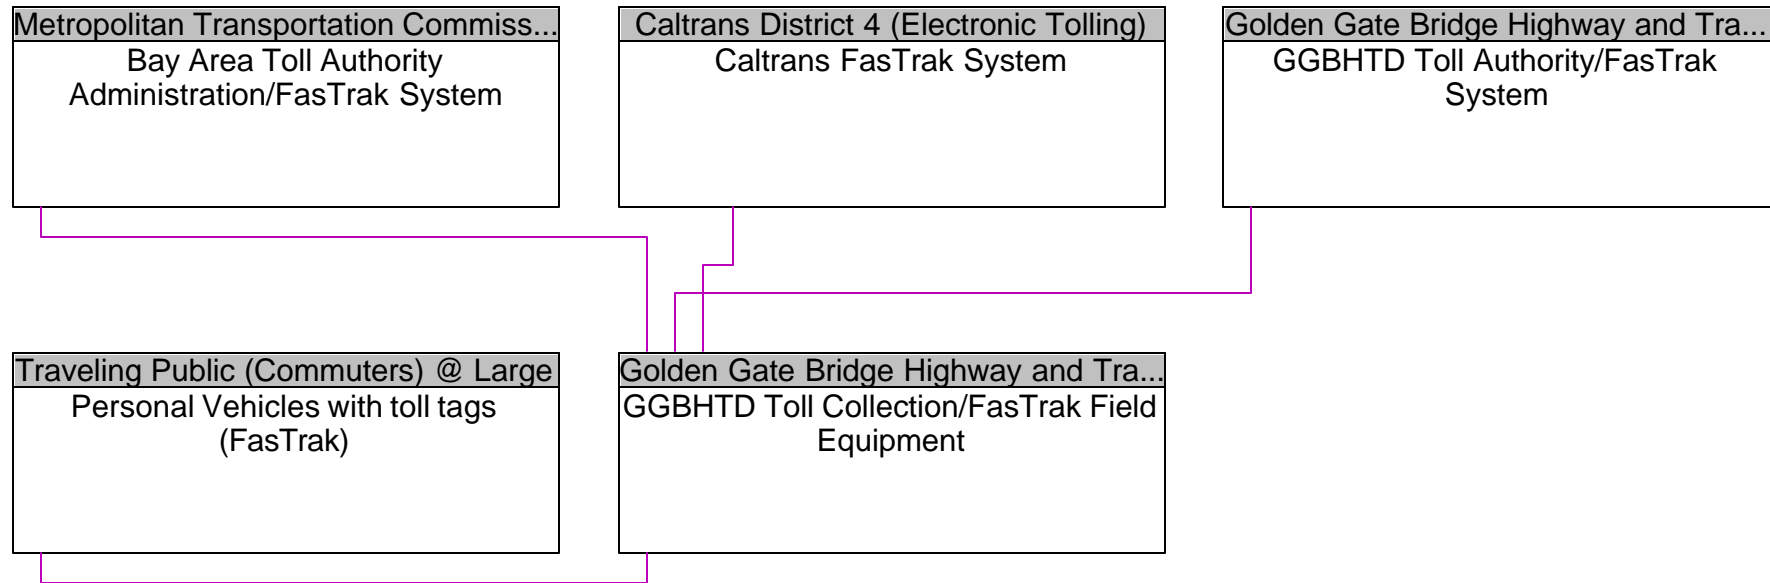 Metropolitan Transportation Commiss...
Bay Area Toll Authority
Administration/FasTrak System
Caltrans District 4 (Electronic Tolling)
Caltrans FasTrak System
Golden Gate Bridge Highway and Tra...
GGBHTD Toll Authority/FasTrak
System
Traveling Public (Commuters) @ Large
Personal Vehicles with toll tags
(FasTrak)
Golden Gate Bridge Highway and Tra...
GGBHTD Toll Collection/FasTrak Field
Equipment